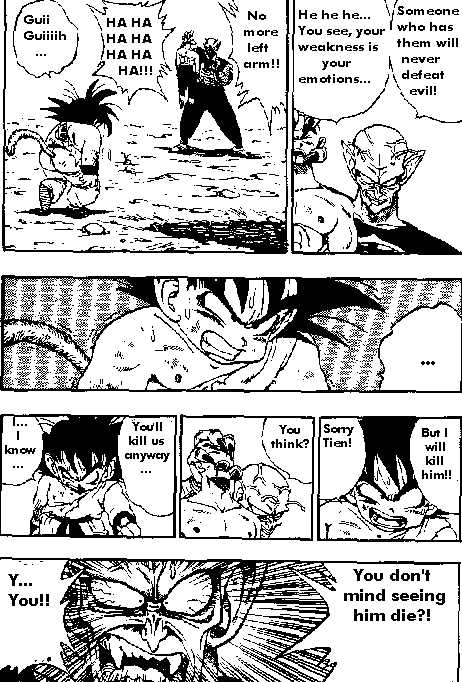 Guii
Guiiiih
...
HA HA
HA HA
HA HA
HA!!!
No
more
left
arm!!
He he he...
You see, your
weakness is
your
emotions...
Someone
who has
them will
never
defeat
evil!
...
I...
I
know
...
You'll
kill us
anyway
...
You
think?
Sorry
Tien!
But I
will
kill
him!!
Y...
You!!
You don't
mind seeing
him die?!